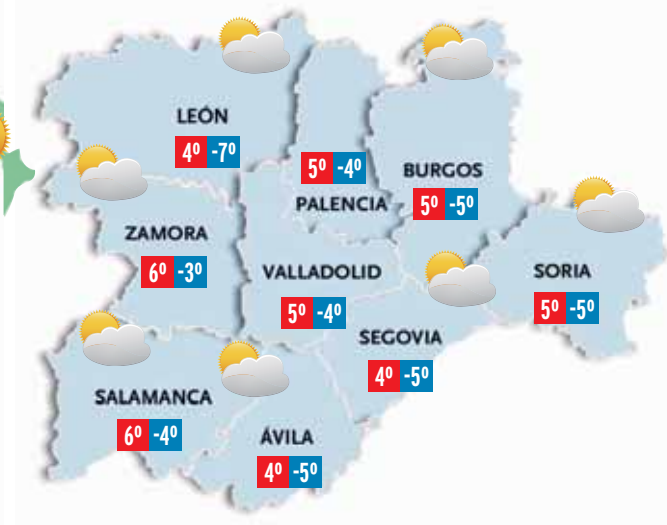 LEÓN
4º -7º
5º -4º
PALENCIA
BURGOS
5º -5º
ZAMORA
6º -3º
VALLADOLID
5º -4º
SORIA
5º -5º
SEGOVIA
4º -5º
SALAMANCA
6º -4º
ÁVILA
4º -5º